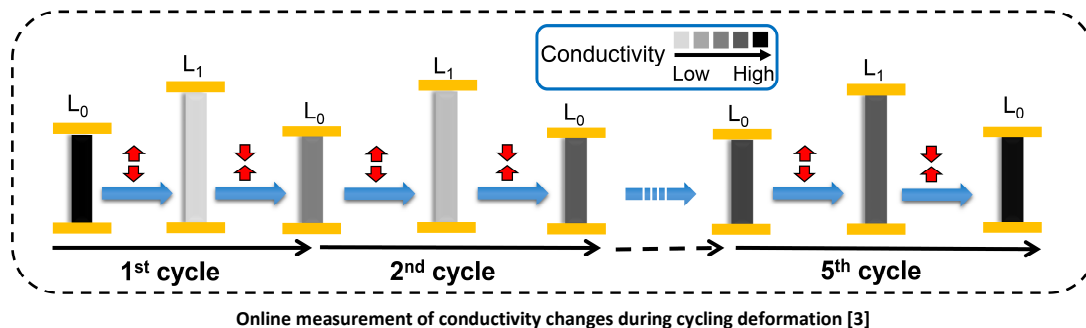 Conductivity
Low High
L₀ L₁ L₀ L₁ L₀ L₀ L₁ L₀
1st cycle 2nd cycle 5th cycle
Online measurement of conductivity changes during cycling deformation [3]